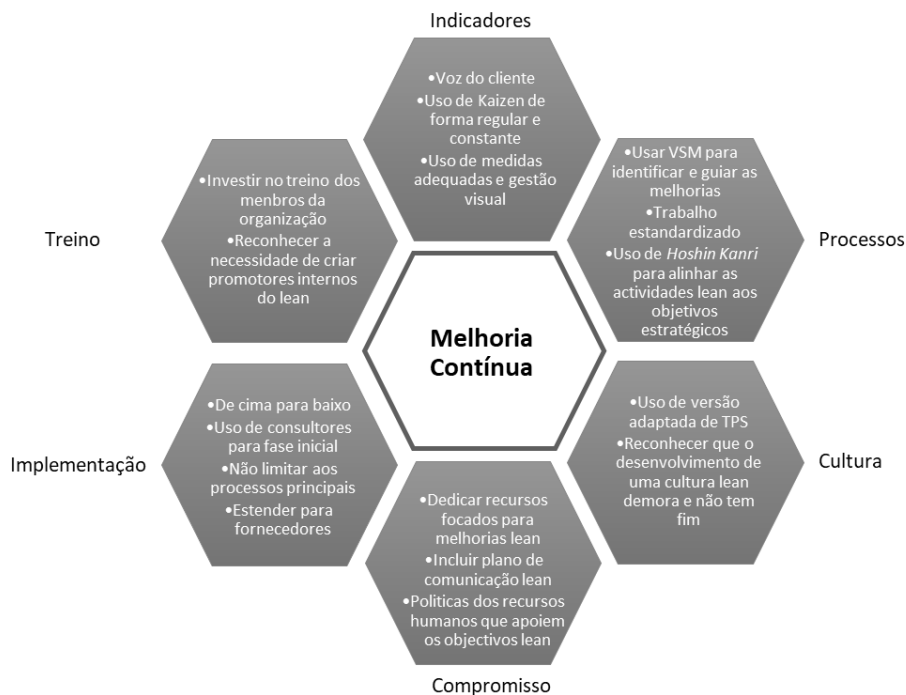 Indicadores
•Voz do cliente
•Uso de Kaizen de
forma regular e
constante
•Uso de medidas
adequadas e gestão
visual
Treino
•Investir no treino dos
menbros da
organização
•Reconhecer a
necessidade de criar
promotores internos
do lean
•Usar VSM para
identificar e guiar as
melhorias
•Trabalho
estandardizado
•Uso de Hoshin Kanri
para alinhar as
actividades lean aos
objetivos
estratégicos
Processos
Melhoria
Contínua
Implementação
•De cima para baixo
•Uso de consultores
para fase inicial
•Não limitar aos
processos principais
•Estender para
fornecedores
•Uso de versão
adaptada de TPS
•Reconhecer que o
desenvolvimento de
uma cultura lean
demora e não tem
fim
Cultura
•Dedicar recursos
focados para
melhorias lean
•Incluir plano de
comunicação lean
•Politicas dos recursos
humanos que apoiem
os objectivos lean
Compromisso